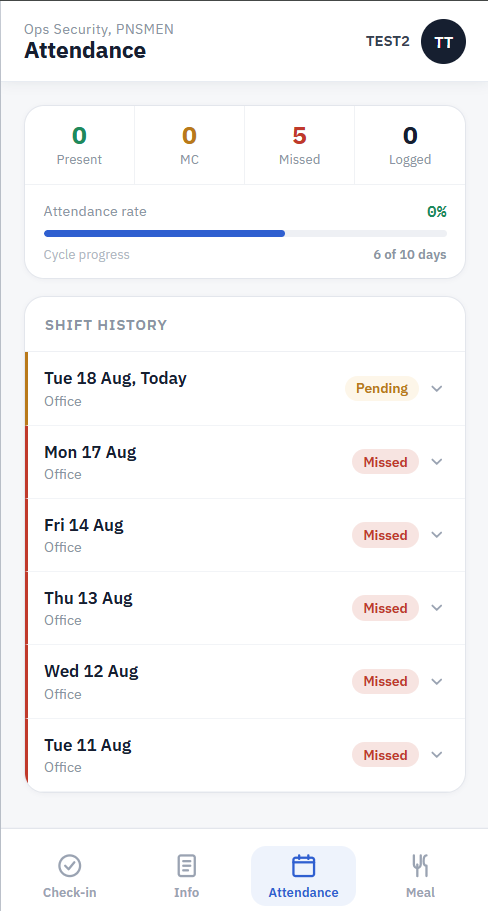 Ops Security, PNSMEN
Attendance
TEST2
TT
0
Present
0
MC
5
Missed
0
Logged
Attendance rate
0%
Cycle progress
6 of 10 days
SHIFT HISTORY
Tue 18 Aug, Today
Office
Pending
Mon 17 Aug
Office
Missed
Fri 14 Aug
Office
Missed
Thu 13 Aug
Office
Missed
Wed 12 Aug
Office
Missed
Tue 11 Aug
Office
Missed
Check-in
Info
Attendance
Meal